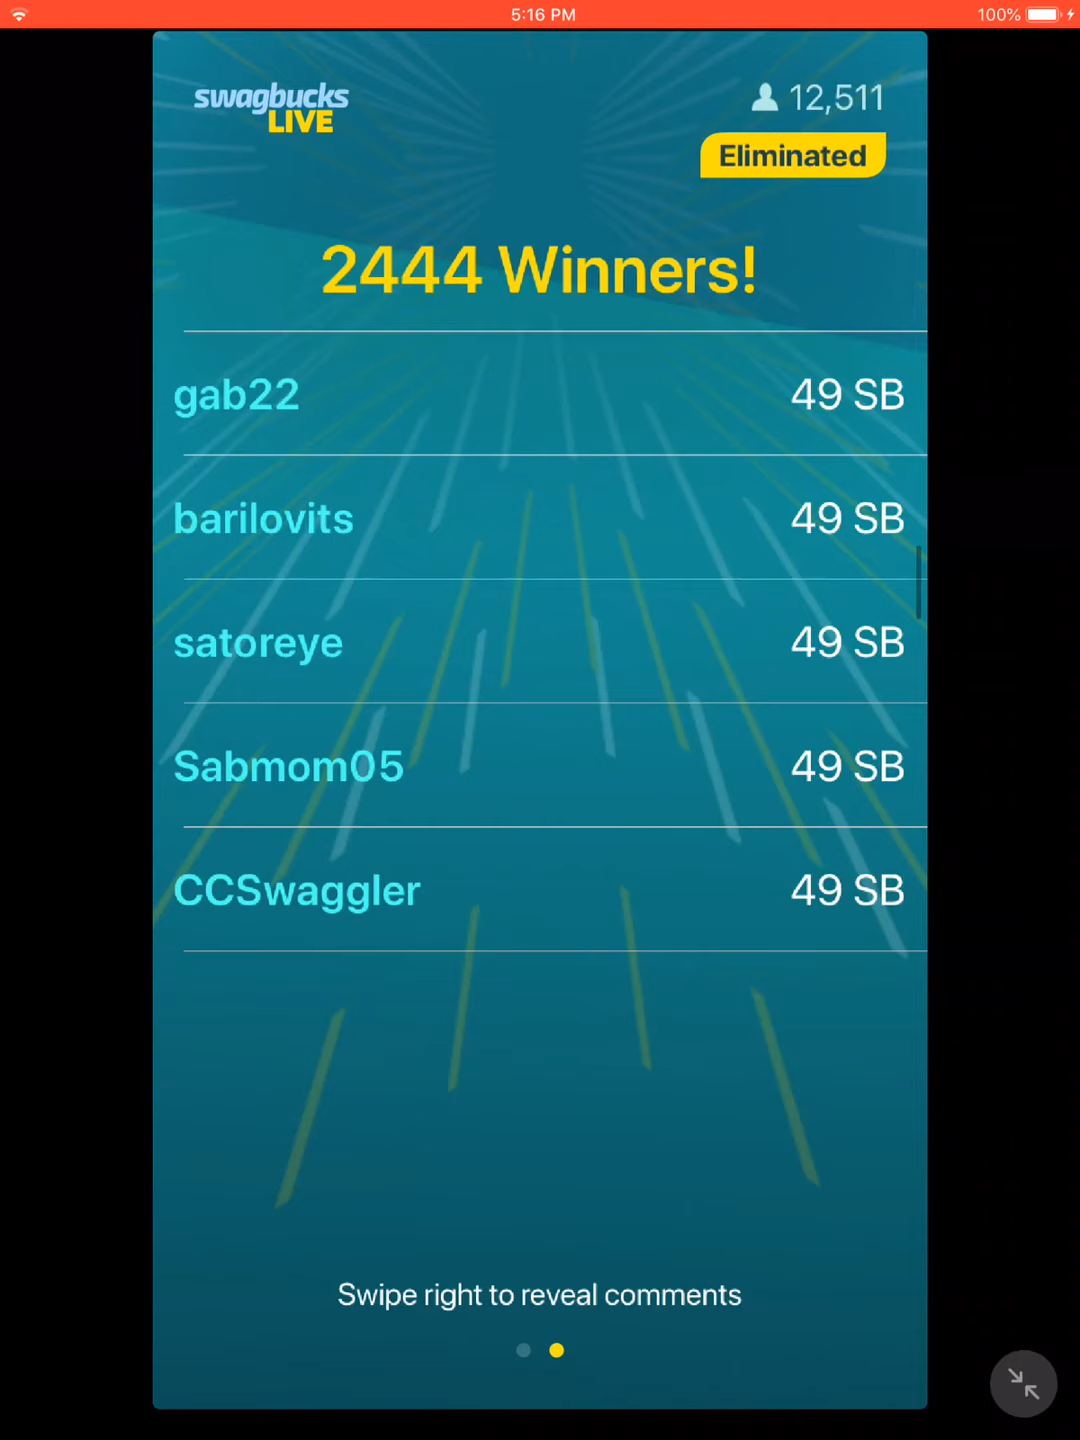 5:16 PM
100%
swagbucks
LIVE
12,511
Eliminated
2444 Winners!
gab22 49 SB
barilovits 49 SB
satoreye 49 SB
Sabmom05 49 SB
CCSwaggler 49 SB
Swipe right to reveal comments